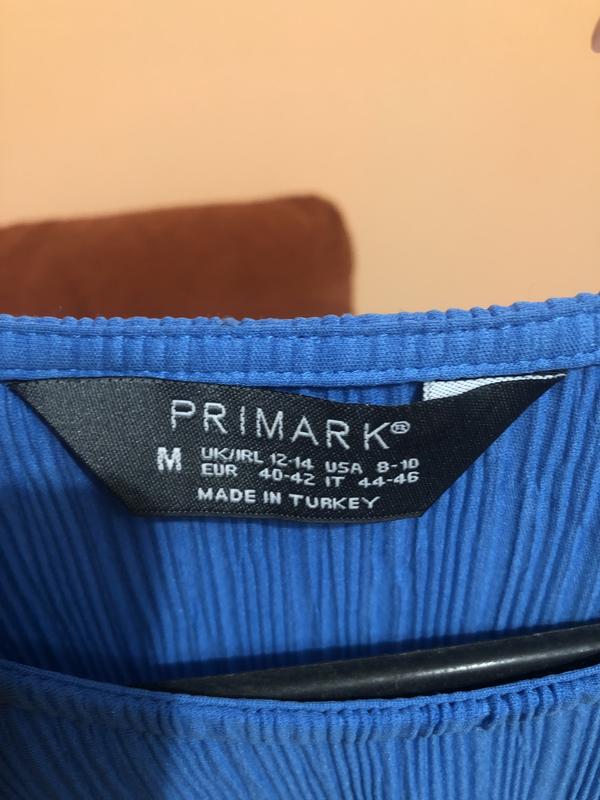 PRIMARK®
M UK/IRL 12-14 USA 8-10
EUR 40-42 IT 44-46
MADE IN TURKEY